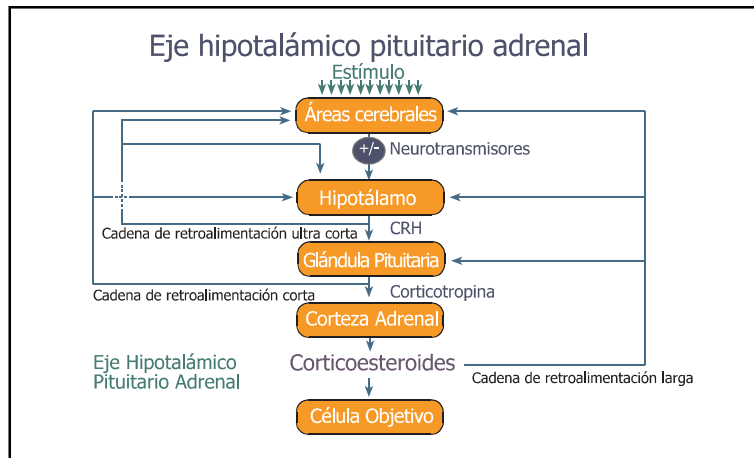 Eje hipotalámico pituitario adrenal
Estímulo
Áreas cerebrales
+/-
Neurotransmisores
Hipotálamo
Cadena de retroalimentación ultra corta
CRH
Glándula Pituitaria
Cadena de retroalimentación corta
Corticotropina
Corteza Adrenal
Eje Hipotalámico
Pituitario Adrenal
Corticoesteroides
Cadena de retroalimentación larga
Célula Objetivo